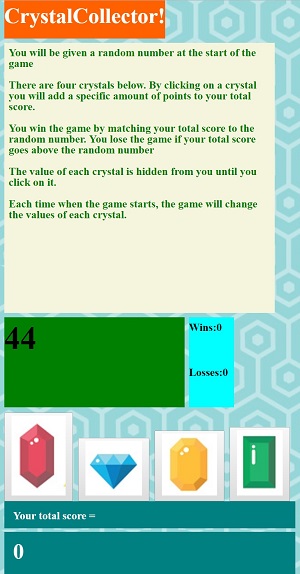 CrystalCollector!
You will be given a random number at the start of the
game
There are four crystals below. By clicking on a crystal
you will add a specific amount of points to your total
score.
You win the game by matching your total score to the
random number. You lose the game if your total score
goes above the random number
The value of each crystal is hidden from you until you
click on it.
Each time when the game starts, the game will change
the values of each crystal.
44
Wins:0
Losses:0
Your total score =
0